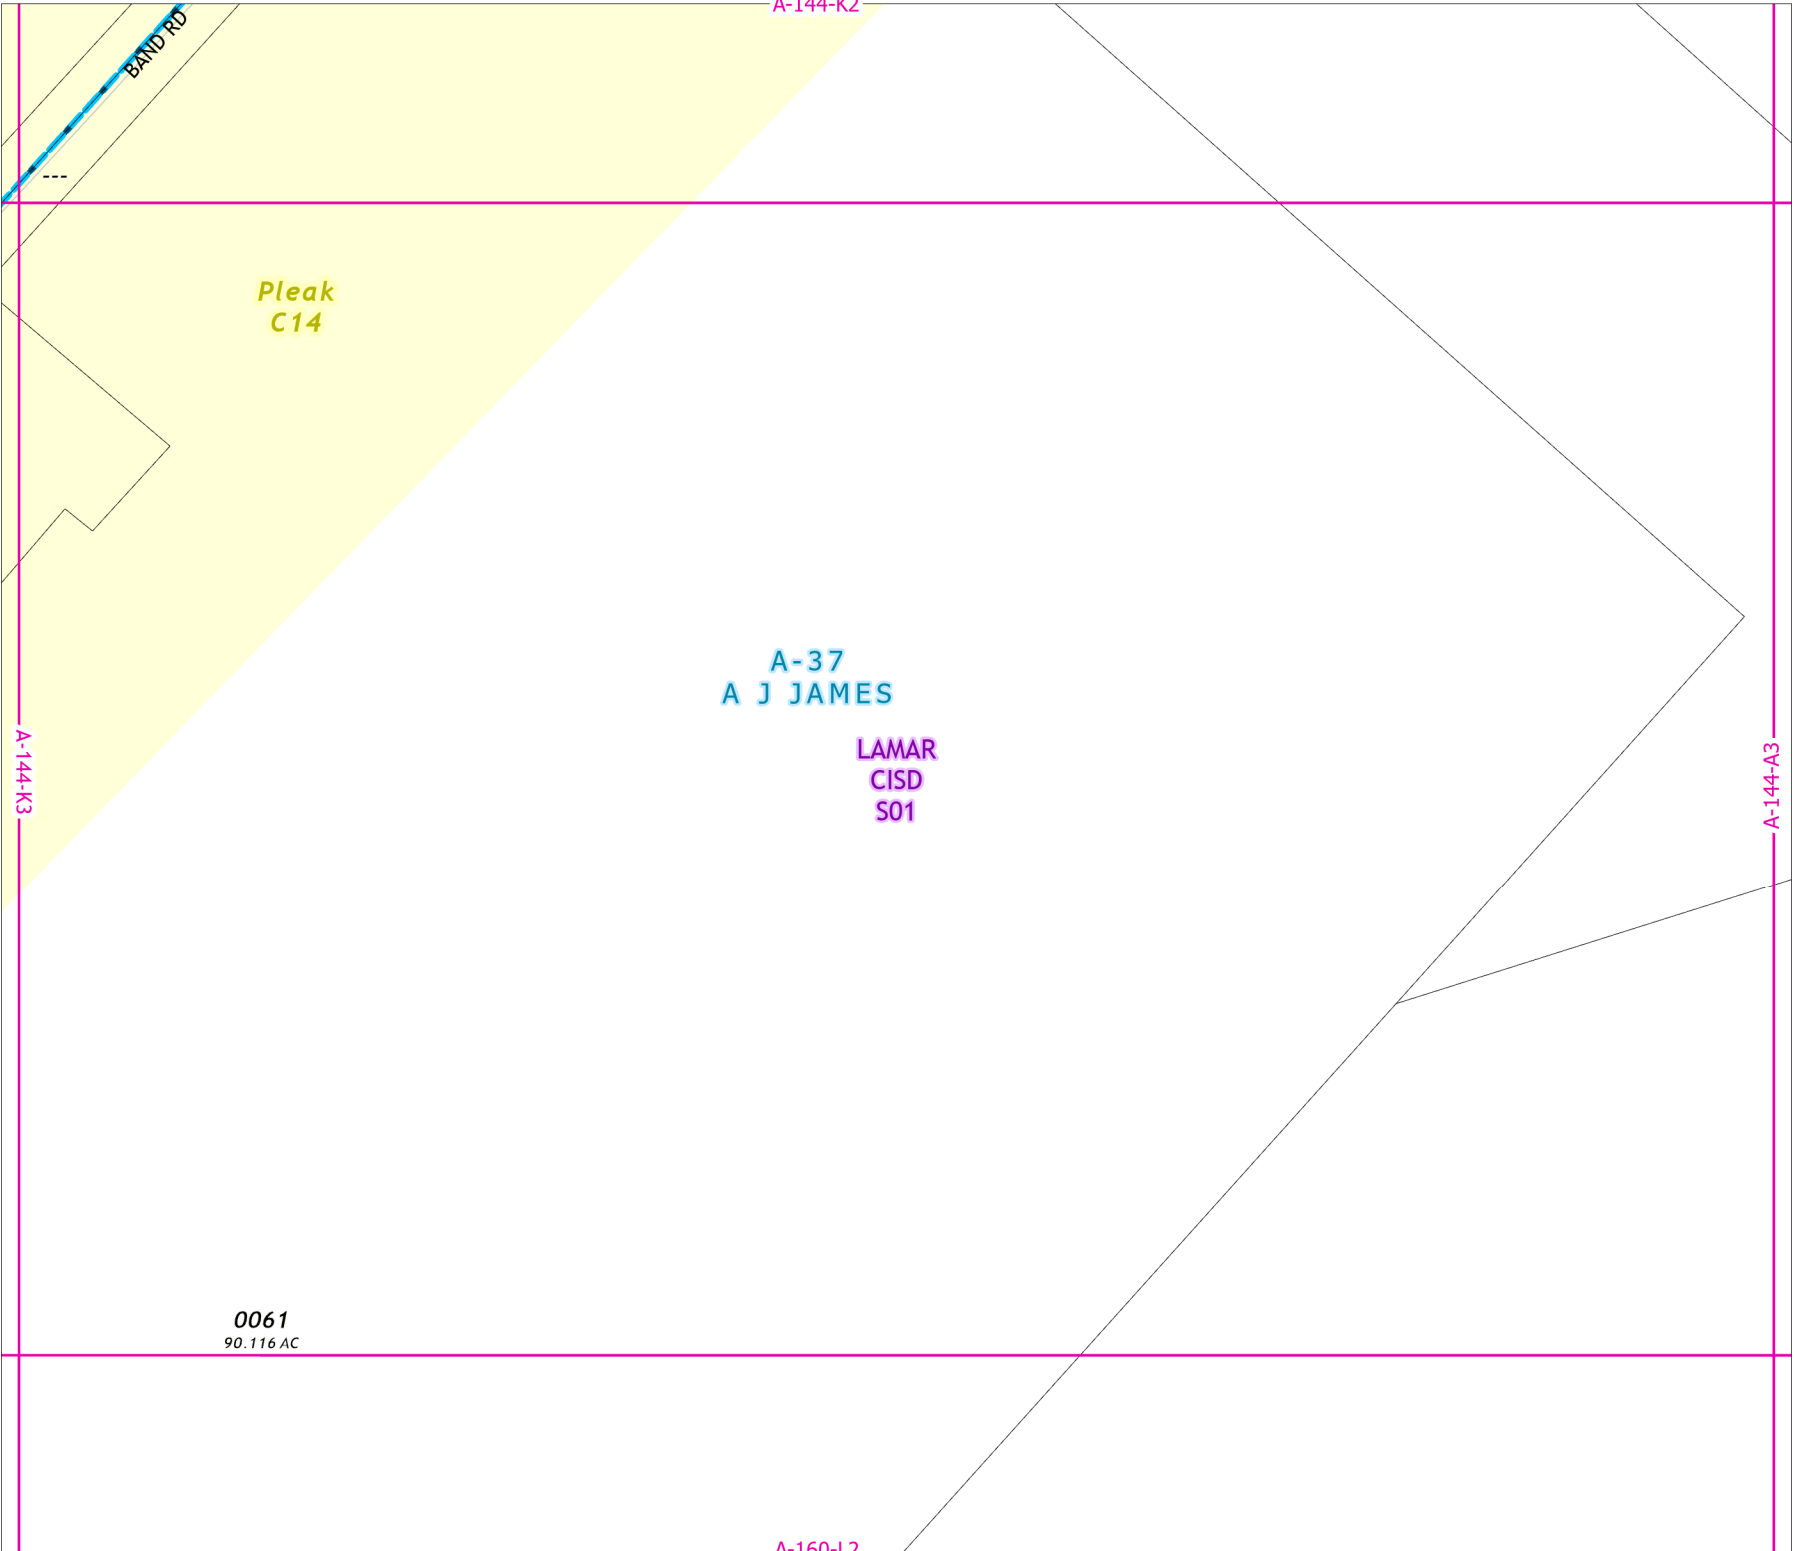 A-144-K2
BAND RD
---
Pleak
C14
A-37
A J JAMES
LAMAR
CISD
S01
A-144-K3
A-144-A3
0061
90.116 AC
A-160-L2